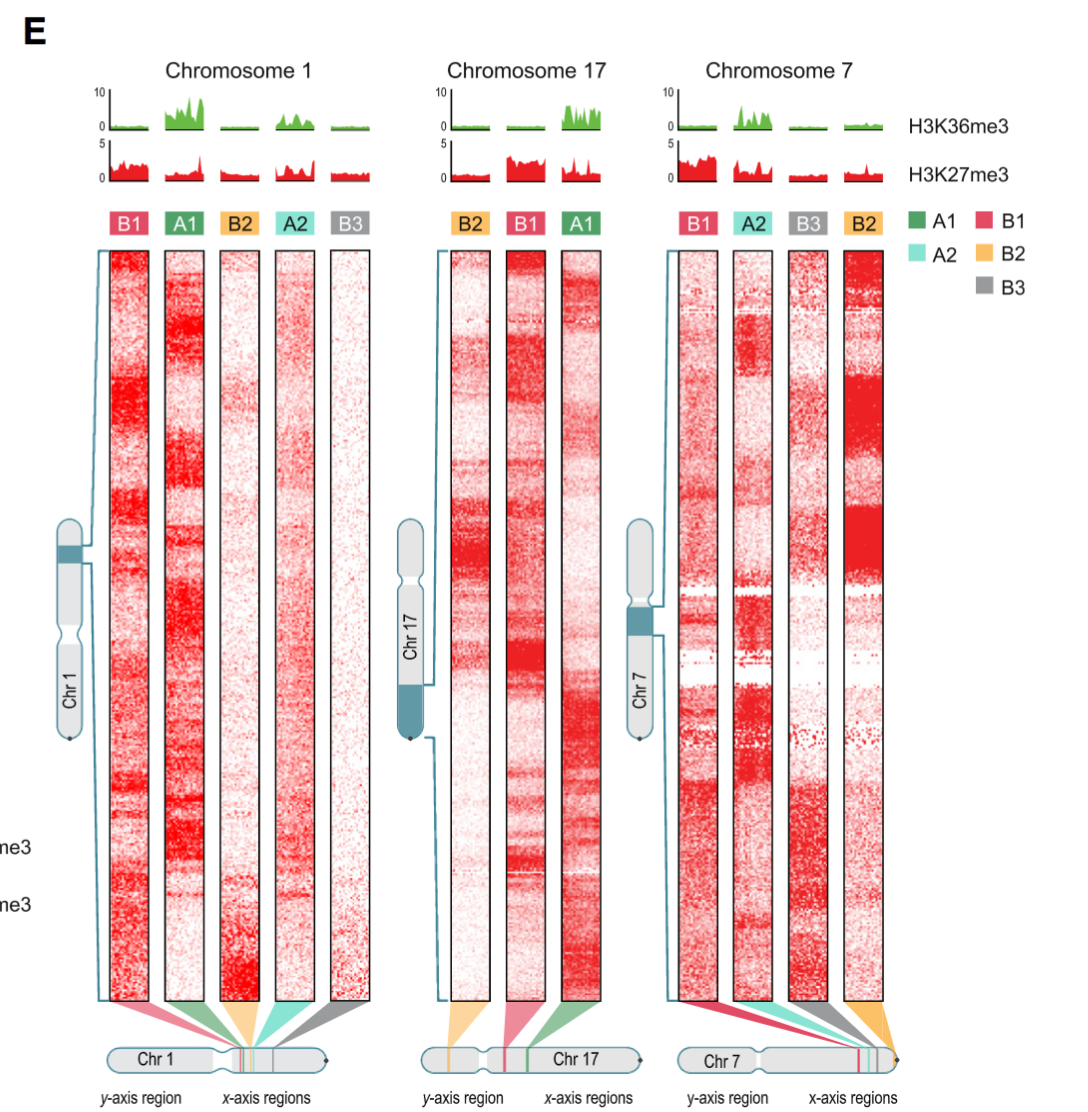 E
Chromosome 1
Chromosome 17
Chromosome 7
10
0
10
0
10
0
H3K36me3
5
0
5
0
5
0
H3K27me3
B1 A1 B2 A2 B3
B2 B1 A1
B1 A2 B3 B2
A1 B1
A2 B2
B3
Chr 1
Chr 17
Chr 7
me3
me3
Chr 1
Chr 17
Chr 7
y-axis region x-axis regions
y-axis region x-axis regions
y-axis region x-axis regions